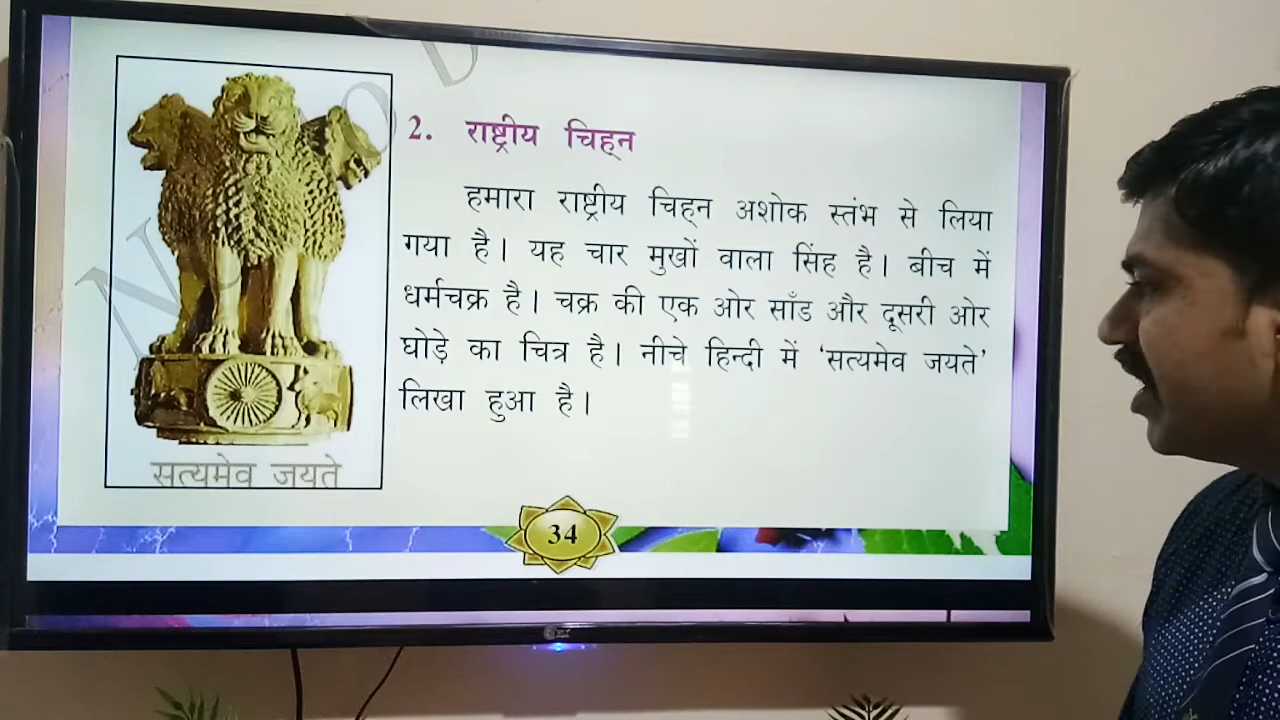 2. राष्ट्रीय चिह्न
हमारा राष्ट्रीय चिह्न अशोक स्तंभ से लिया
गया है। यह चार मुखों वाला सिंह है। बीच में
धर्मचक्र है। चक्र की एक ओर साँड और दूसरी ओर
घोड़े का चित्र है। नीचे हिन्दी में ‘सत्यमेव जयते’
लिखा हुआ है।
सत्यमेव जयते
34